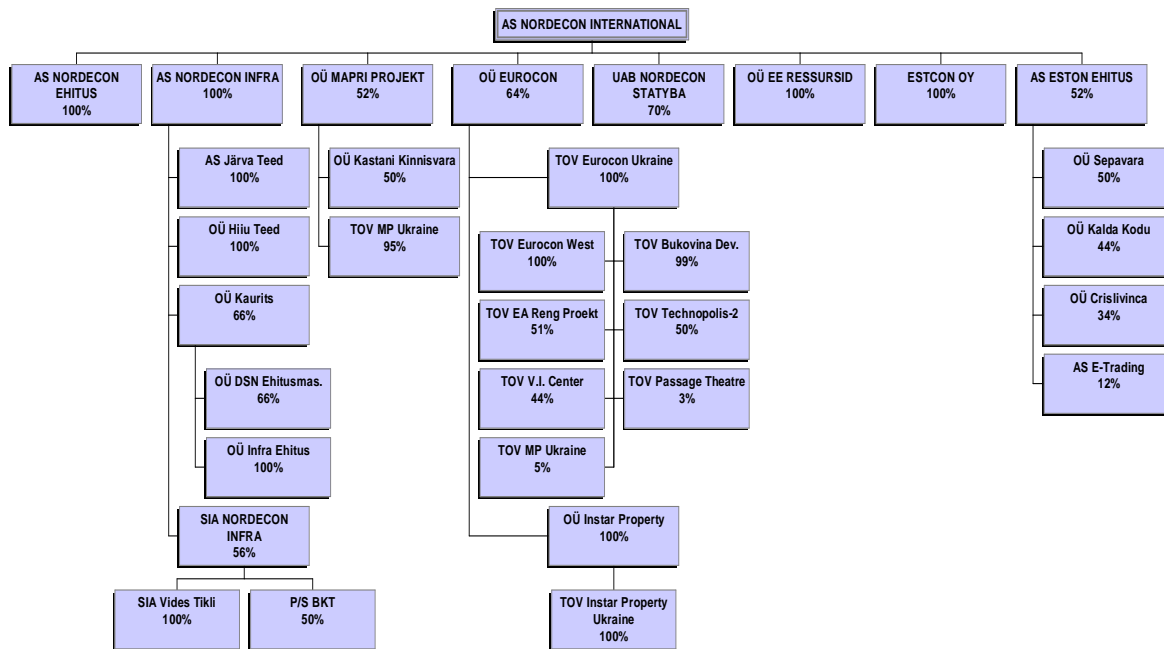 AS NORDECON INTERNATIONAL
AS NORDECON
EHITUS
100%
AS NORDECON INFRA
100%
OÜ MAPRI PROJEKT
52%
OÜ EUROCON
64%
UAB NORDECON
STATYBA
70%
OÜ EE RESSURSID
100%
ESTCON OY
100%
AS ESTON EHITUS
52%
AS Järva Teed
100%
OÜ Hiiu Teed
100%
OÜ Kaurits
66%
OÜ DSN Ehitusmas.
66%
OÜ Infra Ehitus
100%
SIA NORDECON
INFRA
56%
SIA Vides Tikli
100%
P/S BKT
50%
OÜ Kastani Kinnisvara
50%
TOV MP Ukraine
95%
TOV Eurocon Ukraine
100%
TOV Eurocon West
100%
TOV Bukovina Dev.
99%
TOV EA Reng Proekt
51%
TOV Technopolis-2
50%
TOV V.I. Center
44%
TOV Passage Theatre
3%
TOV MP Ukraine
5%
OÜ Instar Property
100%
TOV Instar Property
Ukraine
100%
OÜ Sepavara
50%
OÜ Kalda Kodu
44%
OÜ Crislivinca
34%
AS E-Trading
12%